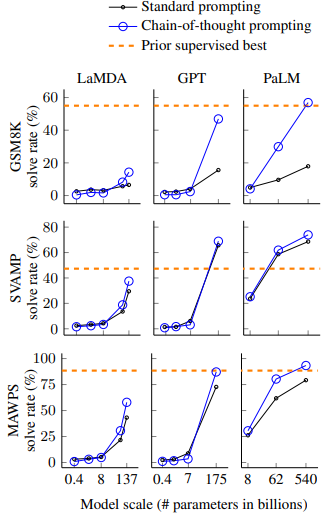 Standard prompting
Chain-of-thought prompting
Prior supervised best
LaMDA GPT PaLM
GSM8K
solve rate (%)
60
40
20
0
SVAMP
solve rate (%)
80
60
40
20
0
MAWPS
solve rate (%)
100
75
50
25
0
0.4 8 137 0.4 7 175 8 62 540
Model scale (# parameters in billions)